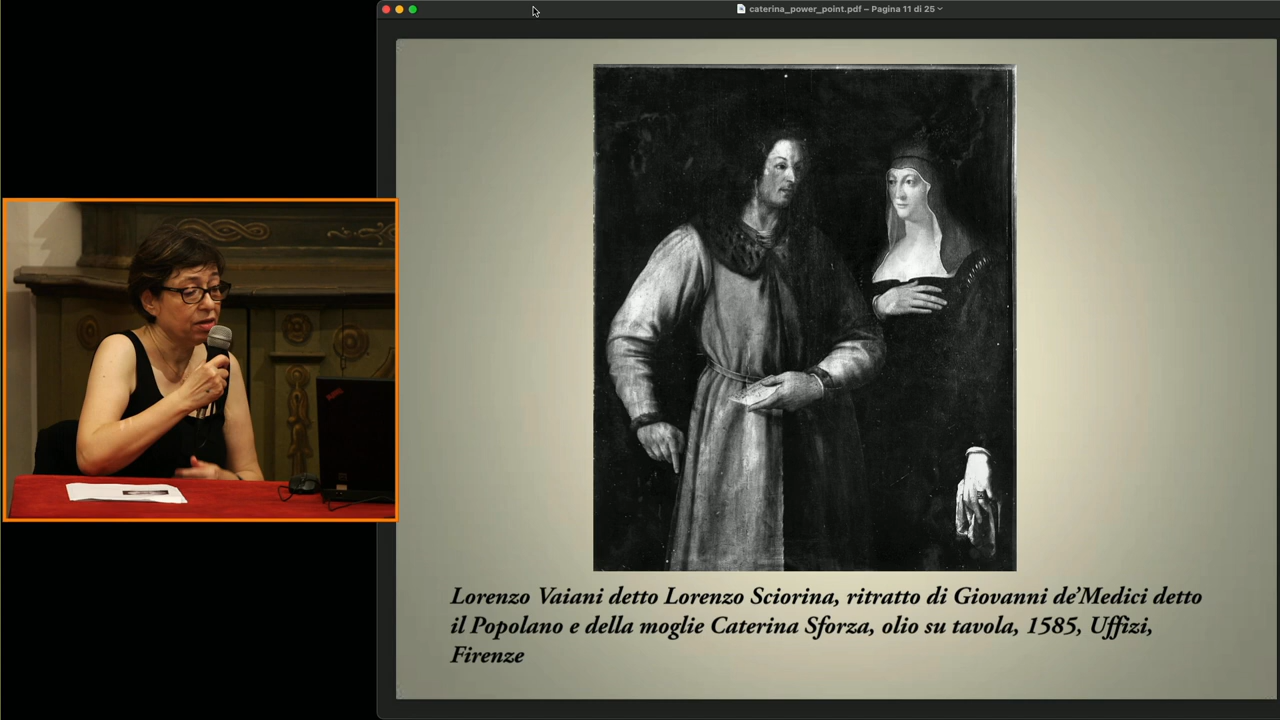 caterina_power_point.pdf – Pagina 11 di 25
Lorenzo Vaiani detto Lorenzo Sciorina, ritratto di Giovanni de'Medici detto
il Popolano e della moglie Caterina Sforza, olio su tavola, 1585, Uffizi,
Firenze